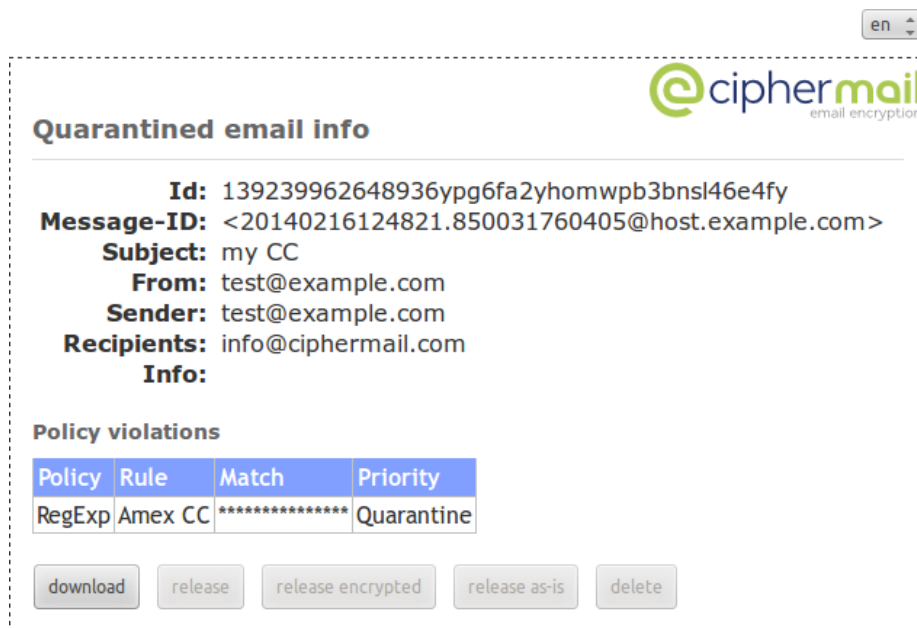 en
ciphermail
email encryption
Quarantined email info
Id: 139239962648936ypg6fa2yhomwpb3bnsl46e4fy
Message-ID: <20140216124821.850031760405@host.example.com>
Subject: my CC
From: test@example.com
Sender: test@example.com
Recipients: info@ciphermail.com
Info:
Policy violations
Policy Rule Match Priority
RegExp Amex CC *************** Quarantine
download release release encrypted release as-is delete